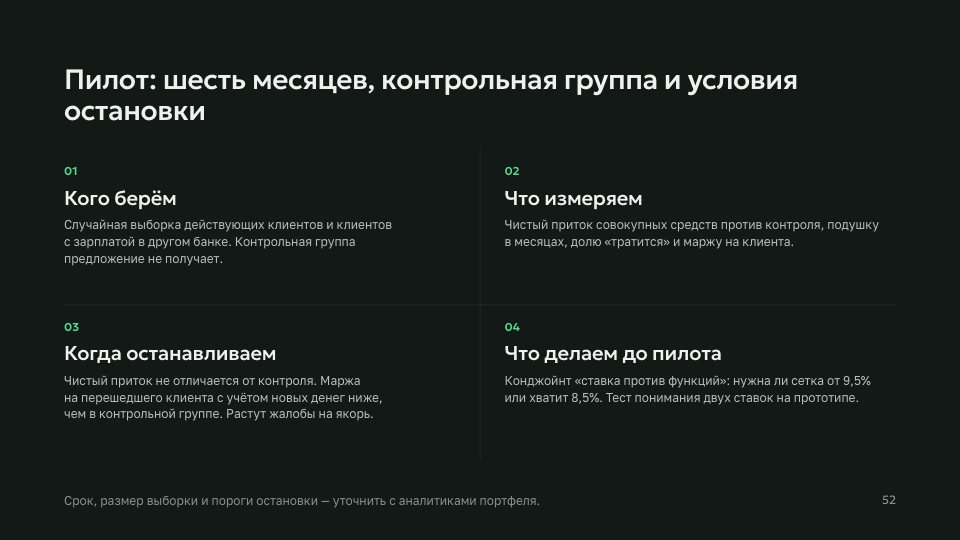 Пилот: шесть месяцев, контрольная группа и условия
остановки
01
Кого берём
Случайная выборка действующих клиентов и клиентов
с зарплатой в другом банке. Контрольная группа
предложение не получает.
02
Что измеряем
Чистый приток совокупных средств против контроля, подушку
в месяцах, долю «тратится» и маржу на клиента.
03
Когда останавливаем
Чистый приток не отличается от контроля. Маржа
на перешедшего клиента с учётом новых денег ниже,
чем в контрольной группе. Растут жалобы на якорь.
04
Что делаем до пилота
Конджойнт «ставка против функций»: нужна ли сетка от 9,5%
или хватит 8,5%. Тест понимания двух ставок на прототипе.
Срок, размер выборки и пороги остановки — уточнить с аналитиками портфеля.
52